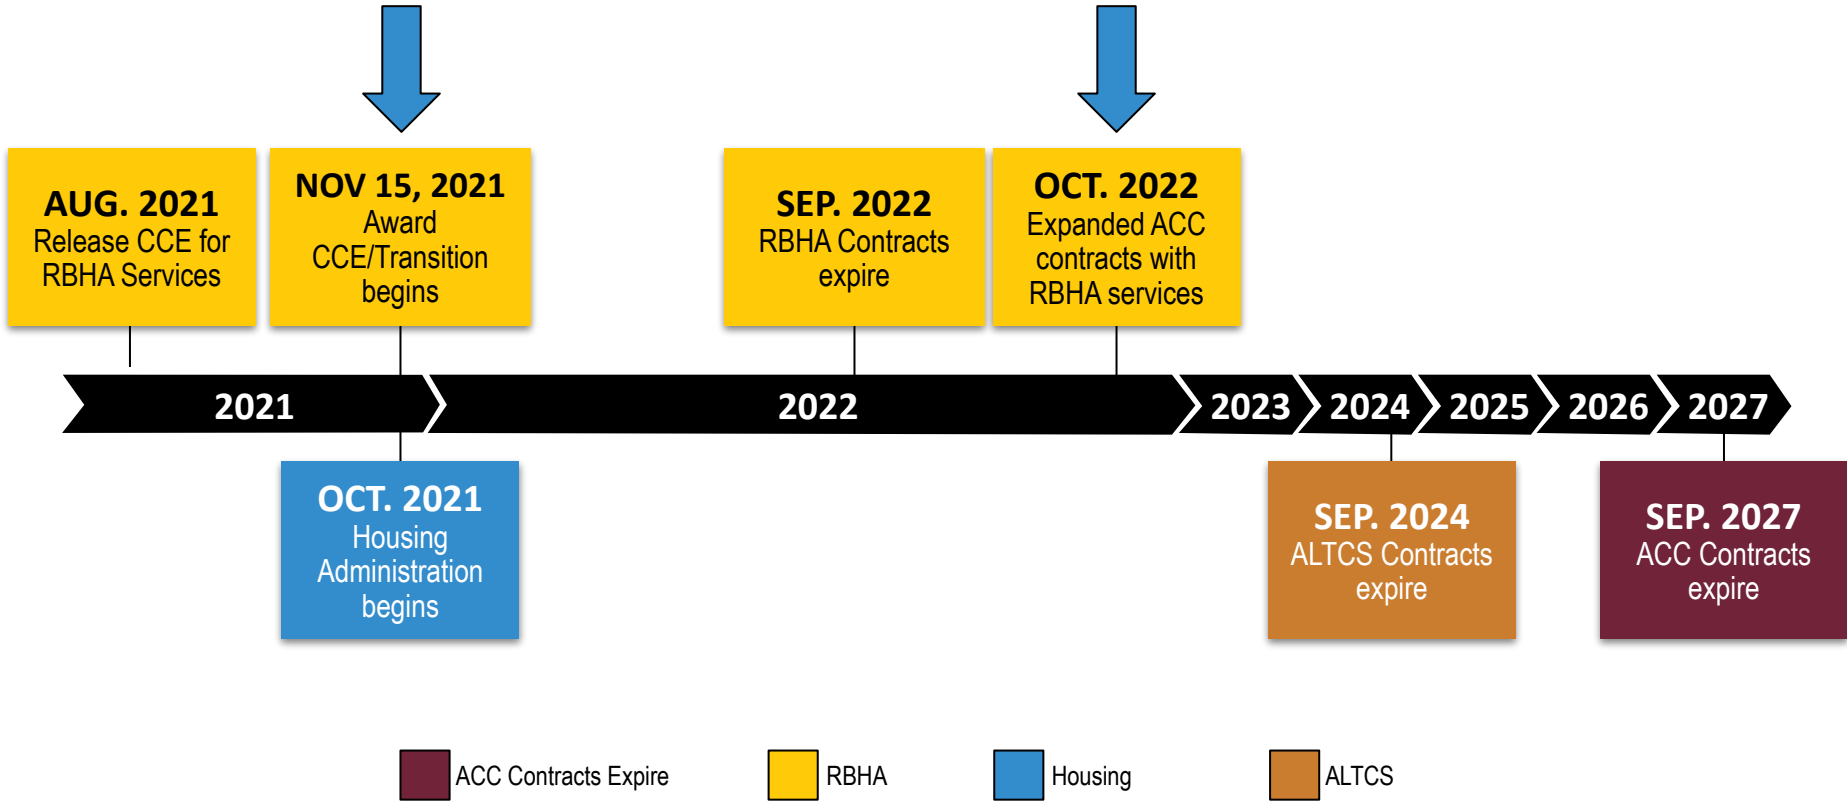 AUG. 2021
Release CCE for
RBHA Services
NOV 15, 2021
Award
CCE/Transition
begins
SEP. 2022
RBHA Contracts
expire
OCT. 2022
Expanded ACC
contracts with
RBHA services
2021
2022
2023
2024
2025
2026
2027
OCT. 2021
Housing
Administration
begins
SEP. 2024
ALTCS Contracts
expire
SEP. 2027
ACC Contracts
expire
ACC Contracts Expire
RBHA
Housing
ALTCS